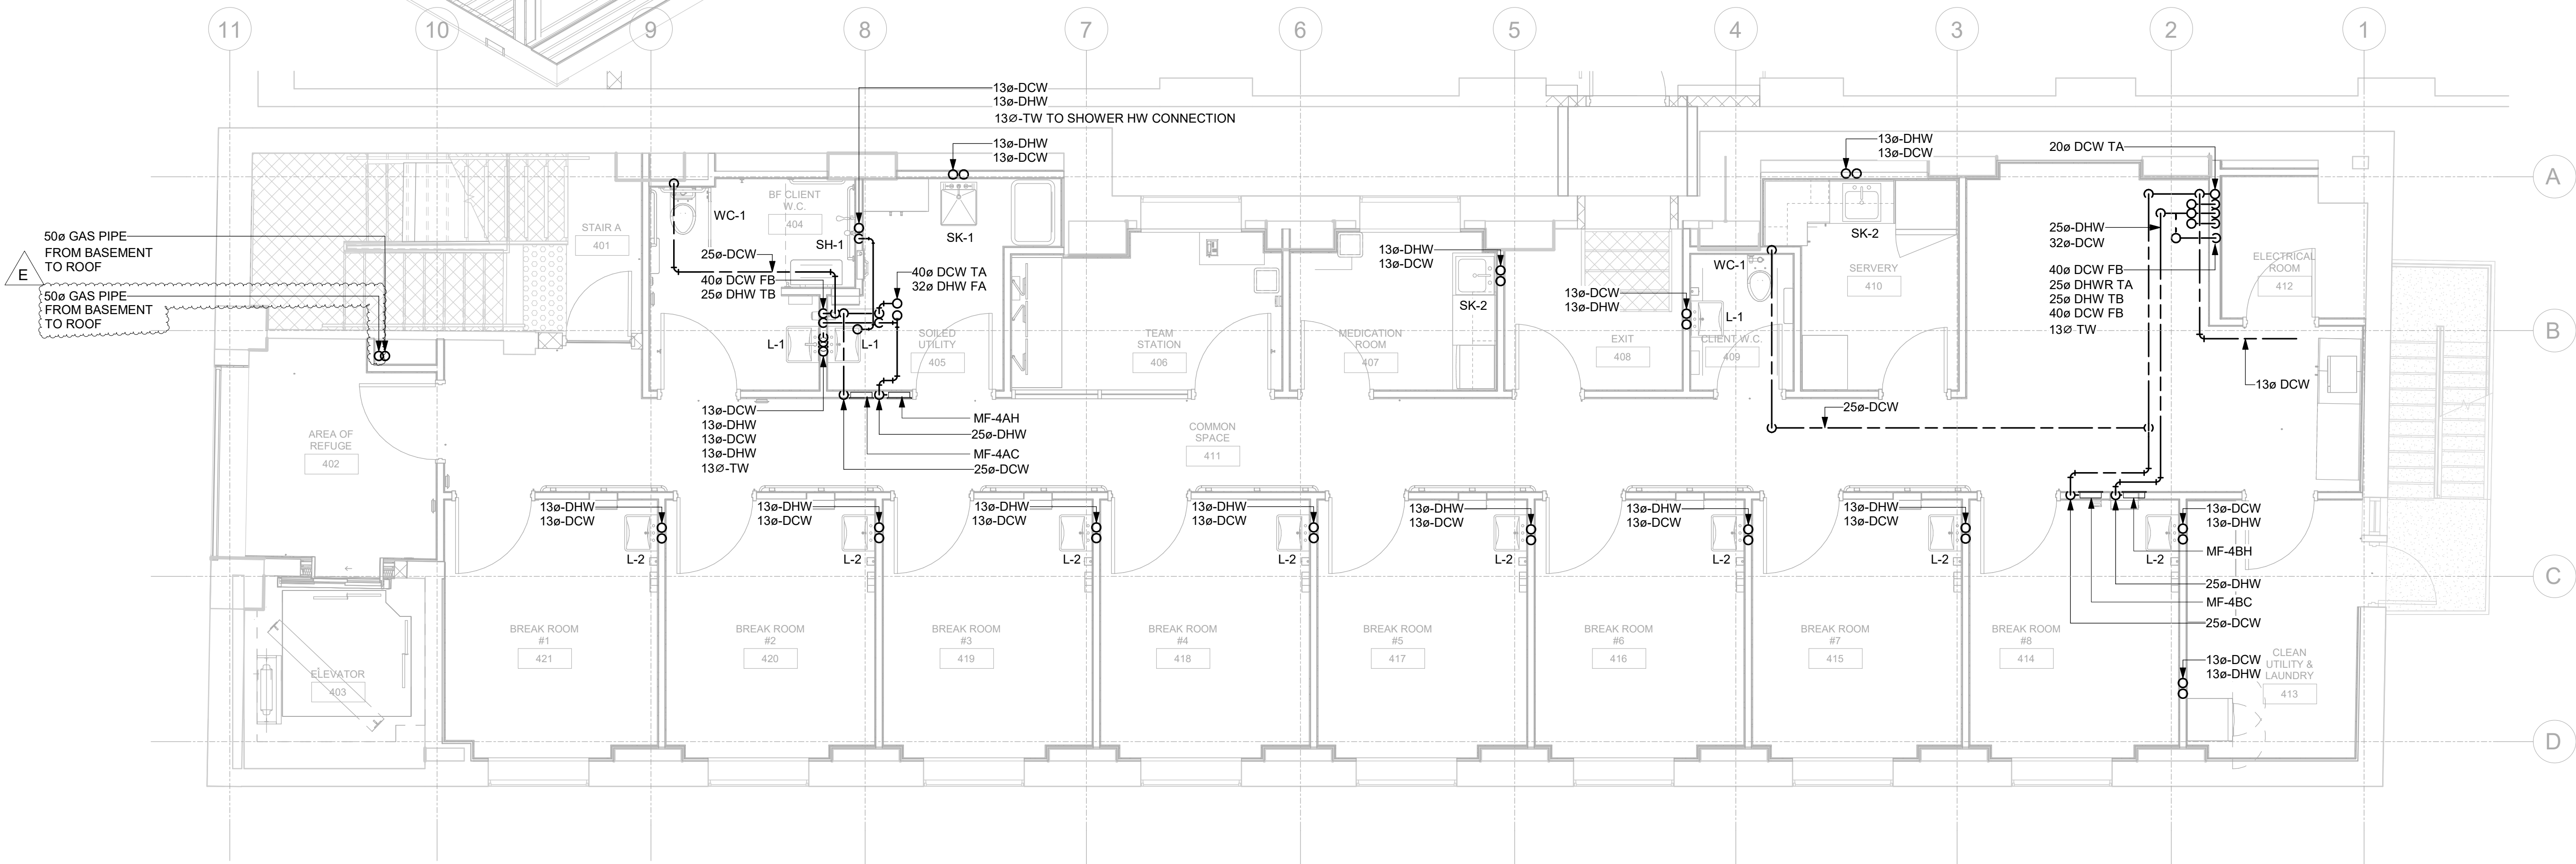 11
10
9
8
7
6
5
4
3
2
1
A
B
C
D
13ø-DCW
13ø-DHW
13Ø-TW TO SHOWER HW CONNECTION
13ø-DHW
13ø-DCW
50ø GAS PIPE
FROM BASEMENT
TO ROOF
E
50ø GAS PIPE
FROM BASEMENT
TO ROOF
STAIR A
401
WC-1
BF CLIENT
W.C.
404
SH-1
SK-1
25ø-DCW
40ø DCW FB
25ø DHW TB
40ø DCW TA
32ø DHW FA
L-1
L-1
SOILED
UTILITY
405
13ø-DCW
13ø-DHW
13ø-DCW
13ø-DHW
13Ø-TW
MF-4AH
25ø-DHW
MF-4AC
25ø-DCW
TEAM
STATION
406
MEDICATION
ROOM
407
13ø-DHW
13ø-DCW
SK-2
EXIT
408
13ø-DCW
13ø-DHW
WC-1
L-1
CLIENT W.C.
409
13ø-DHW
13ø-DCW
SK-2
SERVERY
410
20ø DCW TA
25ø-DHW
32ø-DCW
40ø DCW FB
25ø DHWR TA
25ø DHW TB
40ø DCW FB
13Ø TW
ELECTRICAL
ROOM
412
13ø DCW
25ø-DCW
AREA OF
REFUGE
402
COMMON
SPACE
411
13ø-DHW
13ø-DCW
L-2
13ø-DHW
13ø-DCW
L-2
13ø-DHW
13ø-DCW
L-2
13ø-DHW
13ø-DCW
L-2
13ø-DHW
13ø-DCW
L-2
13ø-DHW
13ø-DCW
L-2
13ø-DHW
13ø-DCW
L-2
L-2
13ø-DCW
13ø-DHW
MF-4BH
25ø-DHW
MF-4BC
25ø-DCW
13ø-DCW
13ø-DHW
ELEVATOR
403
BREAK ROOM
#1
421
BREAK ROOM
#2
420
BREAK ROOM
#3
419
BREAK ROOM
#4
418
BREAK ROOM
#5
417
BREAK ROOM
#6
416
BREAK ROOM
#7
415
BREAK ROOM
#8
414
CLEAN
UTILITY &
LAUNDRY
413